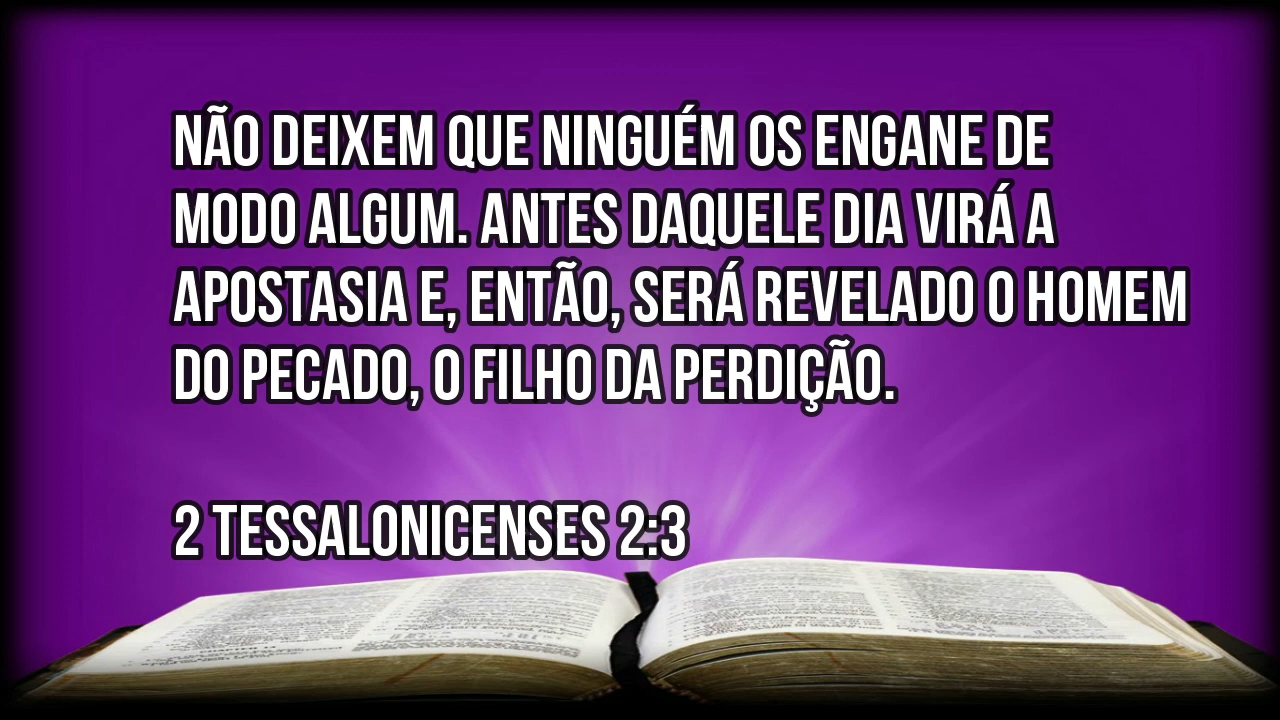 NÃO DEIXEM QUE NINGUÉM OS ENGANE DE
MODO ALGUM. ANTES DAQUELE DIA VIRÁ A
APOSTASIA E, ENTÃO, SERÁ REVELADO O HOMEM
DO PECADO, O FILHO DA PERDIÇÃO.
2 TESSALONICENSES 2:3